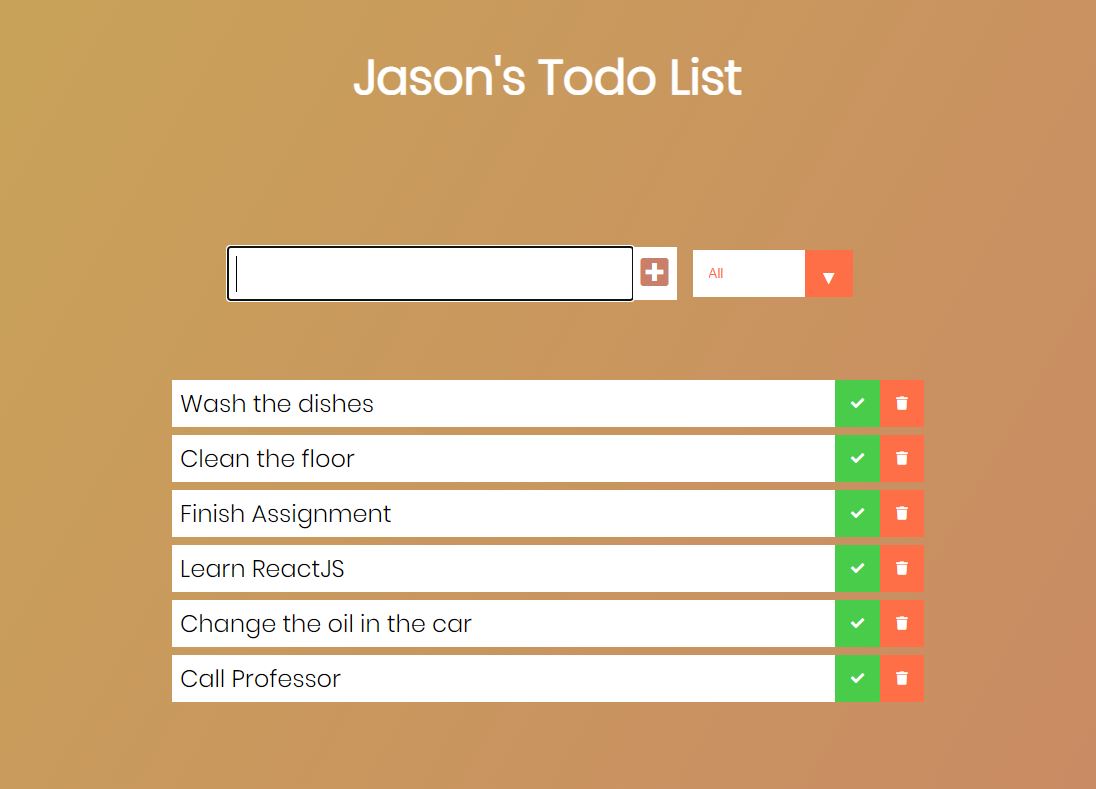 Jason's Todo List
All
Wash the dishes
Clean the floor
Finish Assignment
Learn ReactJS
Change the oil in the car
Call Professor